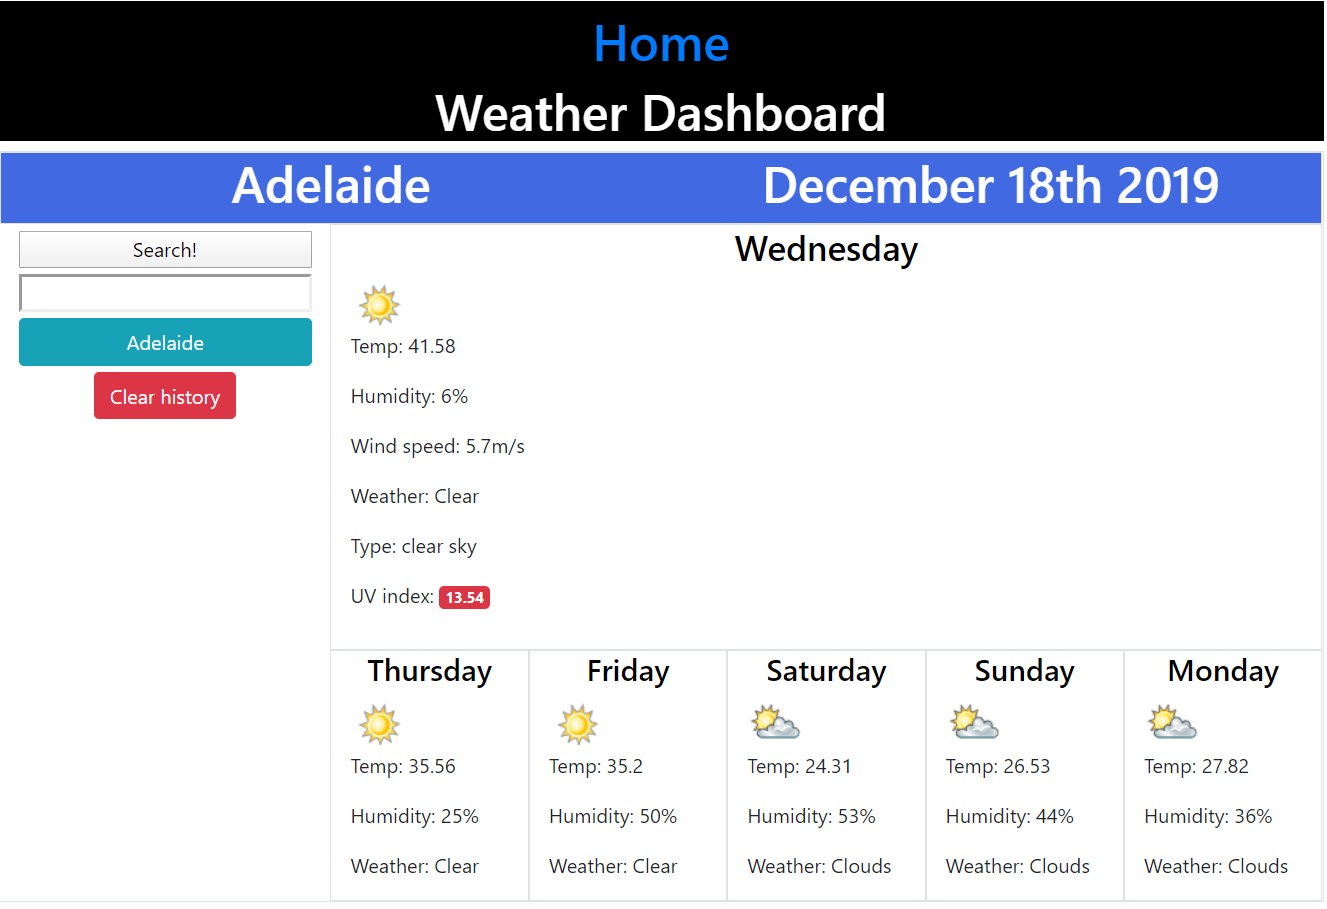 Home
Weather Dashboard
Adelaide
December 18th 2019
Search!
Adelaide
Clear history
Wednesday
Temp: 41.58
Humidity: 6%
Wind speed: 5.7m/s
Weather: Clear
Type: clear sky
UV index: 13.54
Thursday
Temp: 35.56
Humidity: 25%
Weather: Clear
Friday
Temp: 35.2
Humidity: 50%
Weather: Clear
Saturday
Temp: 24.31
Humidity: 53%
Weather: Clouds
Sunday
Temp: 26.53
Humidity: 44%
Weather: Clouds
Monday
Temp: 27.82
Humidity: 36%
Weather: Clouds